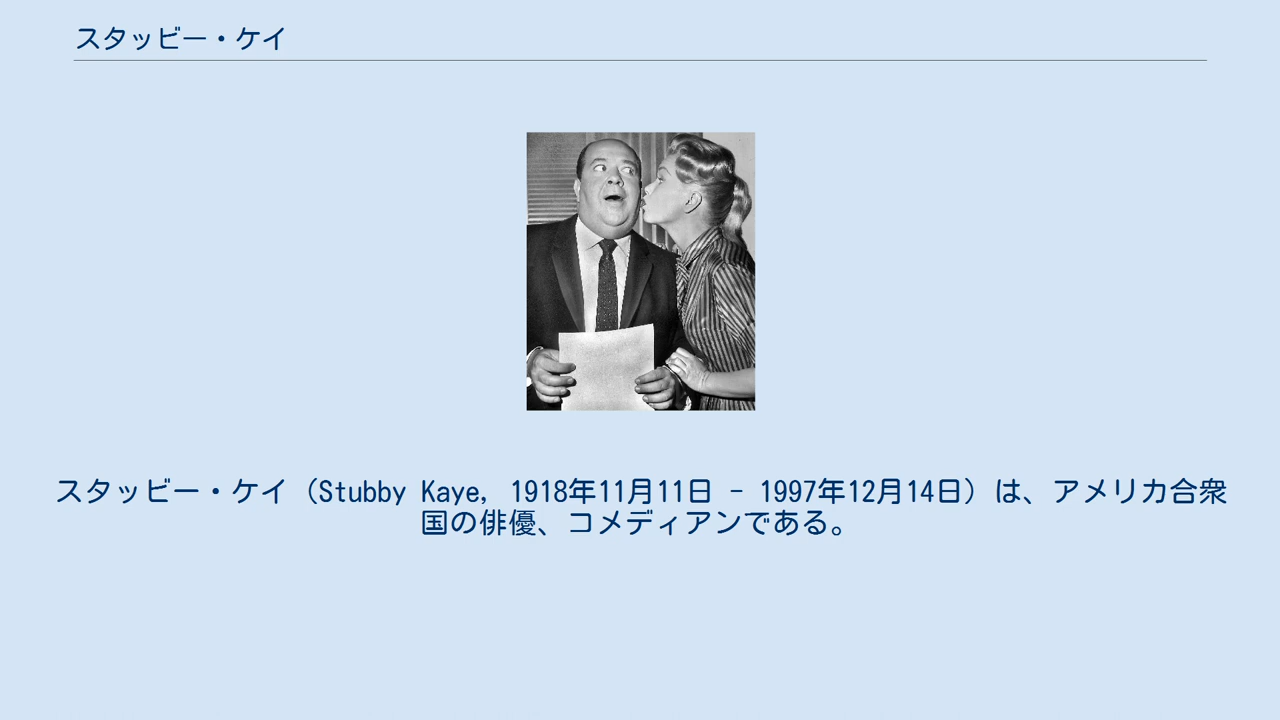 スタッビー・ケイ
スタッビー・ケイ（Stubby Kaye, 1918年11月11日 - 1997年12月14日）は、アメリカ合衆
国の俳優、コメディアンである。